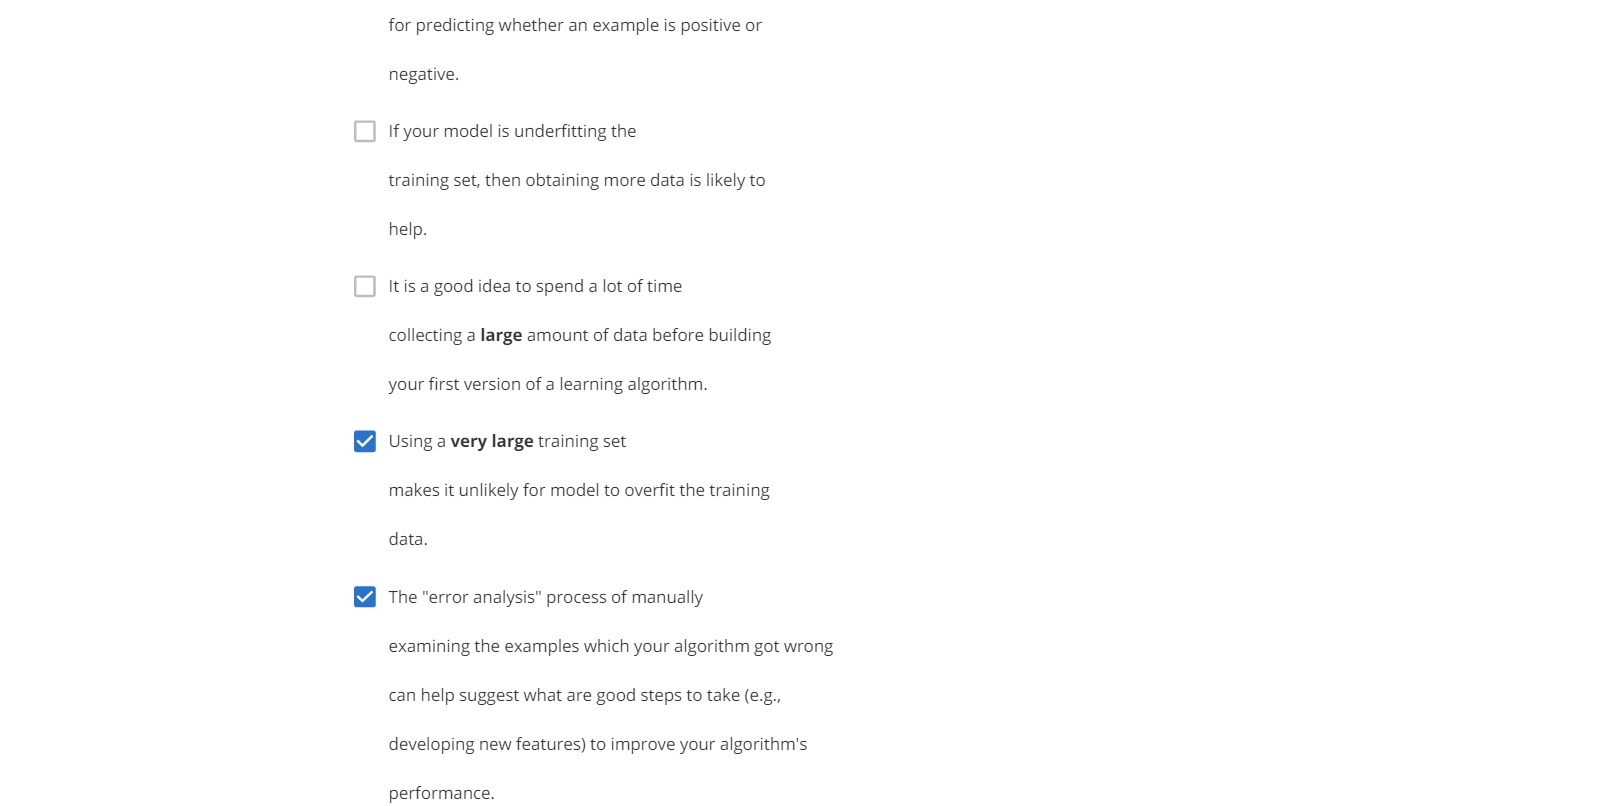 for predicting whether an example is positive or
negative.
If your model is underfitting the
training set, then obtaining more data is likely to
help.
It is a good idea to spend a lot of time
collecting a large amount of data before building
your first version of a learning algorithm.
Using a very large training set
makes it unlikely for model to overfit the training
data.
The "error analysis" process of manually
examining the examples which your algorithm got wrong
can help suggest what are good steps to take (e.g.,
developing new features) to improve your algorithm's
performance.